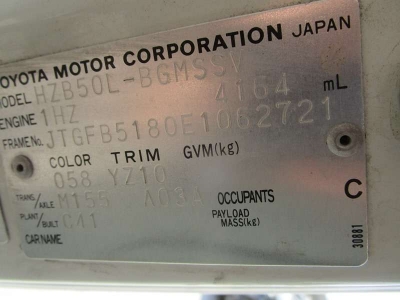 TOYOTA MOTOR CORPORATION JAPAN
MODEL HZB50L-BGMSSV
ENGINE 1HZ 4164 mL
FRAME No. JTGFB5180E1062721
COLOR TRIM GVM(kg)
058 YZ10
TRANS/AXLE M155 A03A OCCUPANTS C
PLANT/BUILT C41 PAYLOAD MASS(kg)
CAR NAME
30881